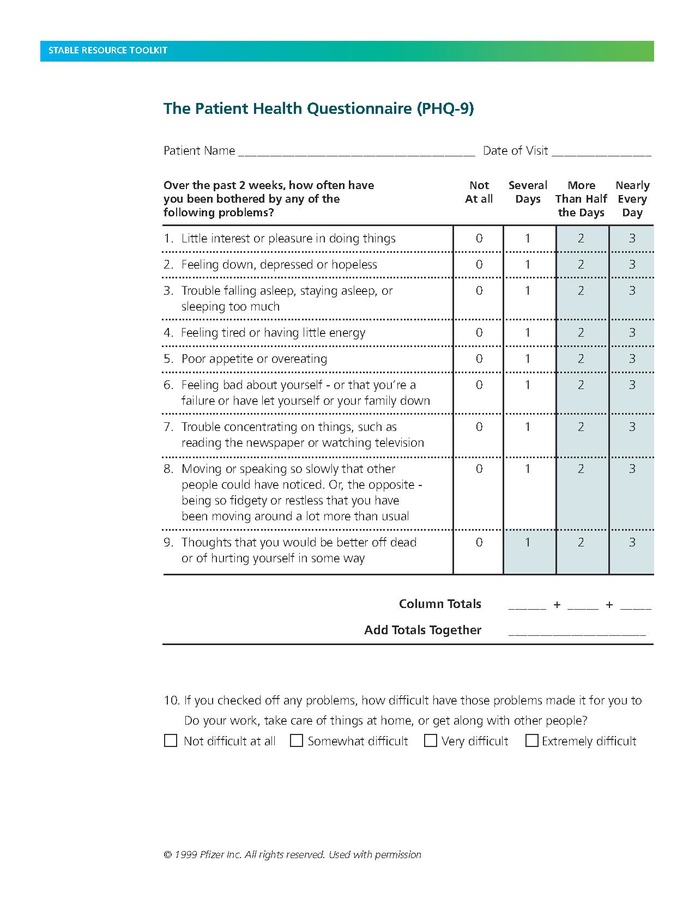 STABLE RESOURCE TOOLKIT
The Patient Health Questionnaire (PHQ-9)
Patient Name ______________________________________ Date of Visit ________________
Over the past 2 weeks, how often have Not Several More Nearly
you been bothered by any of the At all Days Than Half Every
following problems? the Days Day
1. Little interest or pleasure in doing things 0 1 2 3
2. Feeling down, depressed or hopeless 0 1 2 3
3. Trouble falling asleep, staying asleep, or 0 1 2 3
sleeping too much
4. Feeling tired or having little energy 0 1 2 3
5. Poor appetite or overeating 0 1 2 3
6. Feeling bad about yourself - or that you're a 0 1 2 3
failure or have let yourself or your family down
7. Trouble concentrating on things, such as 0 1 2 3
reading the newspaper or watching television
8. Moving or speaking so slowly that other 0 1 2 3
people could have noticed. Or, the opposite -
being so fidgety or restless that you have
been moving around a lot more than usual
9. Thoughts that you would be better off dead 0 1 2 3
or of hurting yourself in some way
Column Totals ______ + _____ + _____
Add Totals Together ______________________
10. If you checked off any problems, how difficult have those problems made it for you to
Do your work, take care of things at home, or get along with other people?
☐ Not difficult at all ☐ Somewhat difficult ☐ Very difficult ☐ Extremely difficult
© 1999 Pfizer Inc. All rights reserved. Used with permission